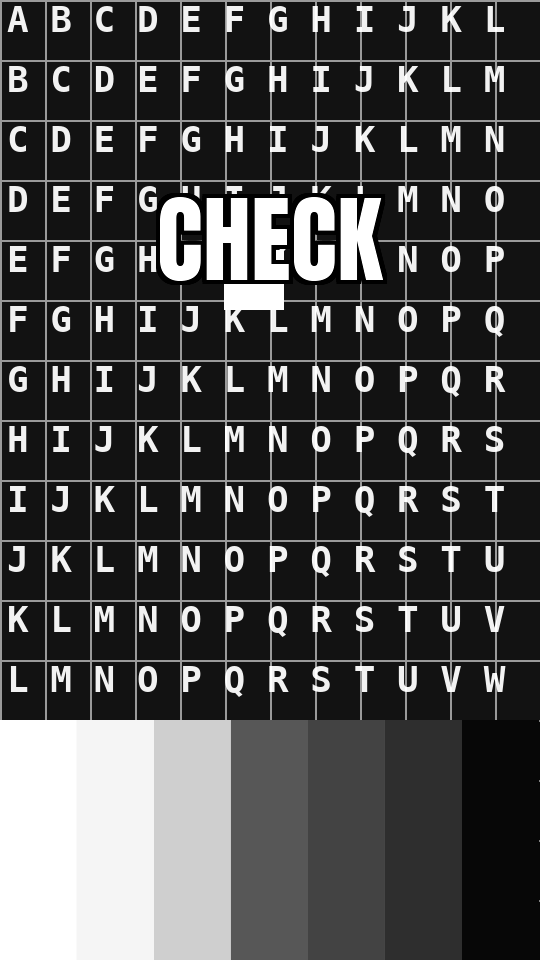 A B C D E F G H I J K L
B C D E F G H I J K L M
C D E F G H I J K L M N
D E F G H I J K L M N O
CHECK
E F G H N O P
F G H I J K L M N O P Q
G H I J K L M N O P Q R
H I J K L M N O P Q R S
I J K L M N O P Q R S T
J K L M N O P Q R S T U
K L M N O P Q R S T U V
L M N O P Q R S T U V W